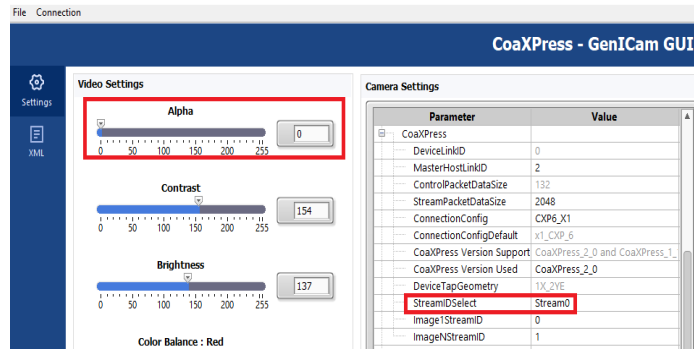 File Connection
CoaXPress - GenICam GUI
Settings
XML
Video Settings
Alpha
0
0 50 100 150 200 255
Contrast
154
0 50 100 150 200 255
Brightness
137
0 50 100 150 200 255
Color Balance : Red
Camera Settings
Parameter Value
CoaXPress
DeviceLinkID 0
MasterHostLinkID 2
ControlPacketDataSize 132
StreamPacketDataSize 2048
ConnectionConfig CXP6_X1
ConnectionConfigDefault x1_CXP_6
CoaXPress Version Support CoaXPress_2_0 and CoaXPress_1_
CoaXPress Version Used CoaXPress_2_0
DeviceTapGeometry 1X_2YE
StreamIDSelect Stream0
Image1StreamID 0
ImageNStreamID 1